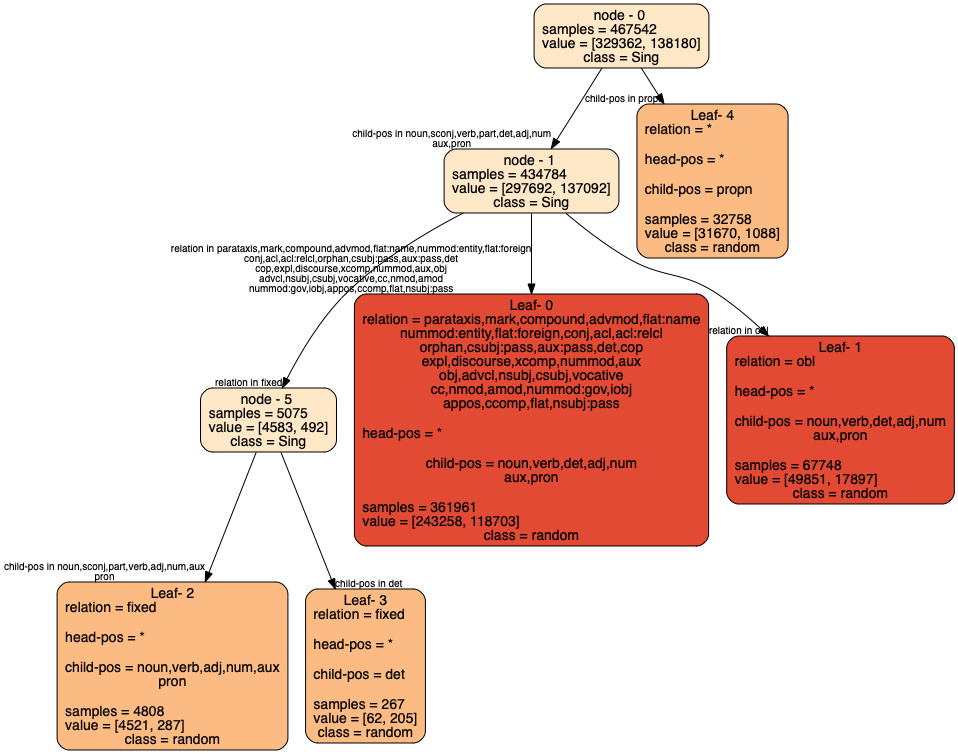 node - 0
samples = 467542
value = [329362, 138180]
class = Sing
child-pos in propn
Leaf- 4
relation = *
head-pos = *
child-pos = propn
samples = 32758
value = [31670, 1088]
class = random
child-pos in noun,sconj,verb,part,det,adj,num
aux,pron
node - 1
samples = 434784
value = [297692, 137092]
class = Sing
relation in parataxis,mark,compound,advmod,flat:name,nummod:entity,flat:foreign
conj,acl,acl:relcl,orphan,csubj:pass,aux:pass,det
cop,expl,discourse,xcomp,nummod,aux,obj
advcl,nsubj,csubj,vocative,cc,nmod,amod
nummod:gov,iobj,appos,ccomp,flat,nsubj:pass
Leaf- 0
relation = parataxis,mark,compound,advmod,flat:name
nummod:entity,flat:foreign,conj,acl,acl:relcl
orphan,csubj:pass,aux:pass,det,cop
expl,discourse,xcomp,nummod,aux
obj,advcl,nsubj,csubj,vocative
cc,nmod,amod,nummod:gov,iobj
appos,ccomp,flat,nsubj:pass
head-pos = *
child-pos = noun,verb,det,adj,num
aux,pron
samples = 361961
value = [243258, 118703]
class = random
relation in obl
Leaf- 1
relation = obl
head-pos = *
child-pos = noun,verb,det,adj,num
aux,pron
samples = 67748
value = [49851, 17897]
class = random
relation in fixed
node - 5
samples = 5075
value = [4583, 492]
class = Sing
child-pos in noun,sconj,part,verb,adj,num,aux
pron
Leaf- 2
relation = fixed
head-pos = *
child-pos = noun,verb,adj,num,aux
pron
samples = 4808
value = [4521, 287]
class = random
child-pos in det
Leaf- 3
relation = fixed
head-pos = *
child-pos = det
samples = 267
value = [62, 205]
class = random